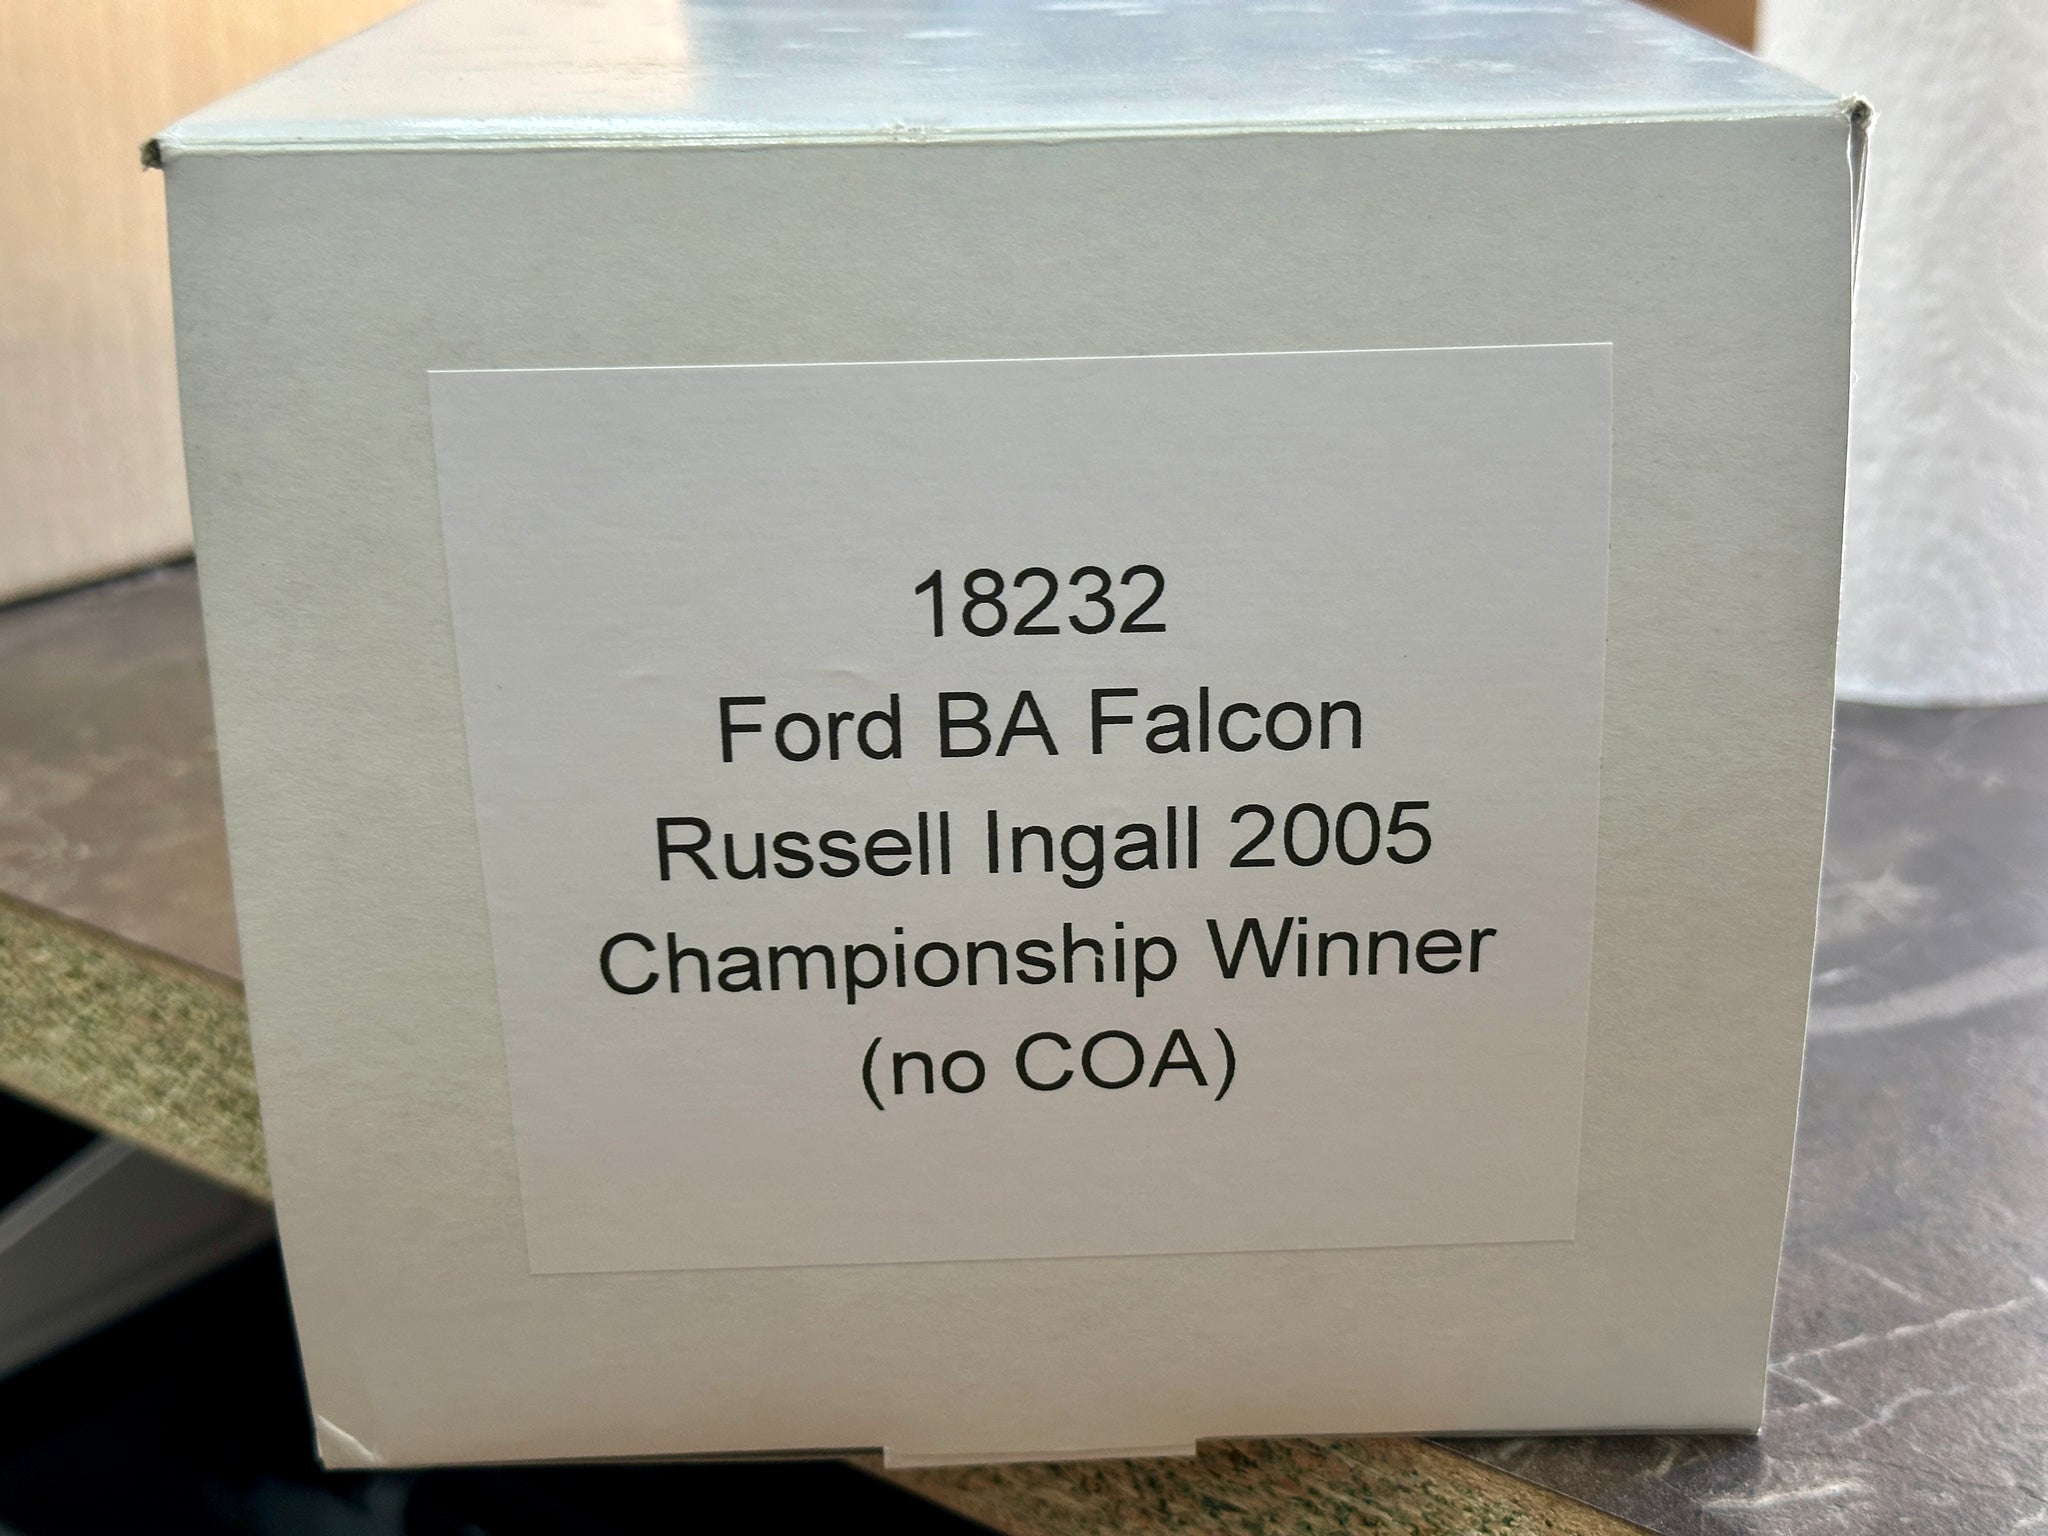 18232
Ford BA Falcon
Russell Ingall 2005
Championship Winner
(no COA)